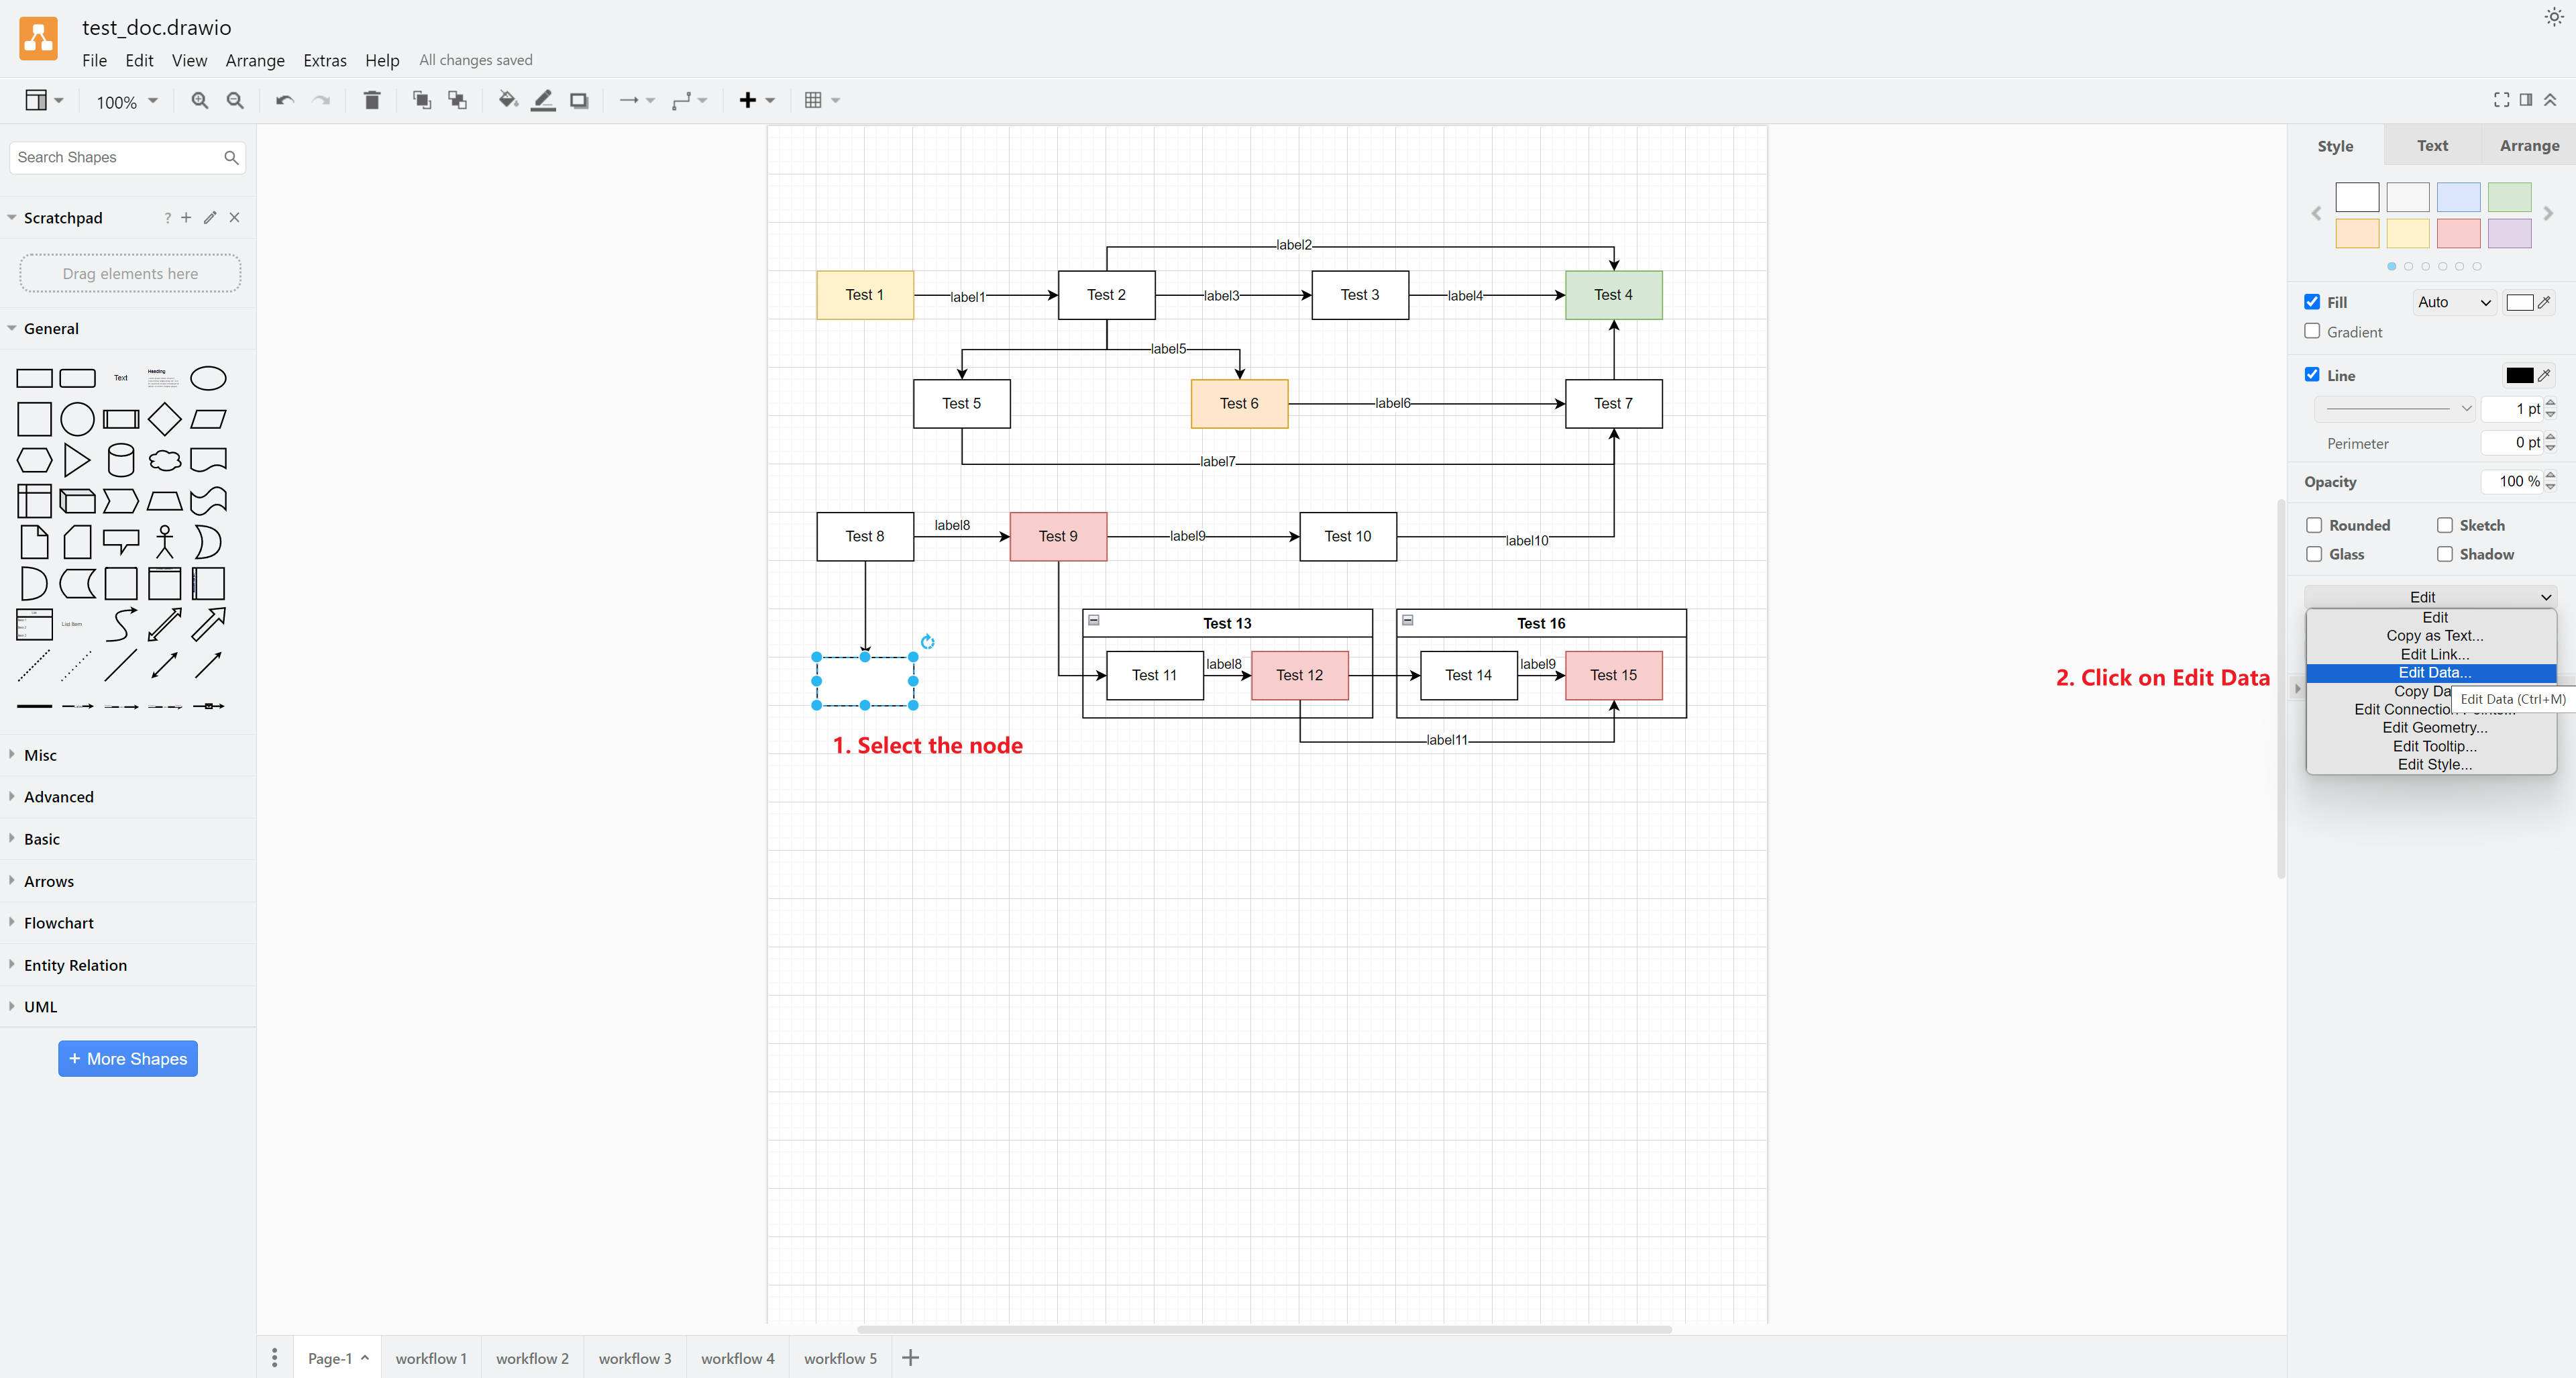 test_doc.drawio
File Edit View Arrange Extras Help All changes saved
100%
Search Shapes
Scratchpad ?
Drag elements here
General
Text
Heading
List Item
Misc
Advanced
Basic
Arrows
Flowchart
Entity Relation
UML
+ More Shapes
label2
Test 1 label1 Test 2 label3 Test 3 label4 Test 4
label5
Test 5 Test 6 label6 Test 7
label7
Test 8 label8 Test 9 label9 Test 10 label10
Test 13 Test 16
Test 11 label8 Test 12 Test 14 label9 Test 15
label11
1. Select the node
2. Click on Edit Data
Style Text Arrange
Fill Auto
Gradient
Line
1 pt
Perimeter 0 pt
Opacity 100 %
Rounded Sketch
Glass Shadow
Edit
Edit
Copy as Text...
Edit Link...
Edit Data...
Copy Da
Edit Data (Ctrl+M)
Edit Connection
Edit Geometry...
Edit Tooltip...
Edit Style...
Page-1 workflow 1 workflow 2 workflow 3 workflow 4 workflow 5